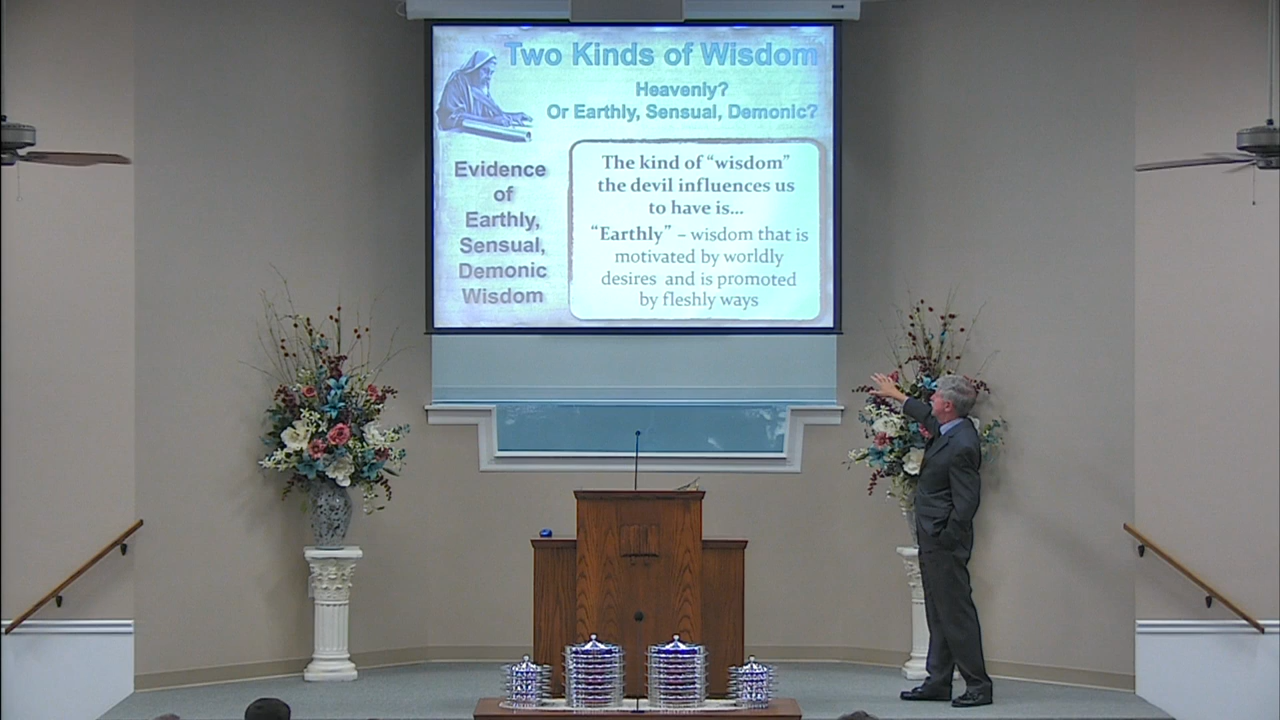 Two Kinds of Wisdom
Heavenly?
Or Earthly, Sensual, Demonic?
Evidence
of
Earthly,
Sensual,
Demonic
Wisdom
The kind of “wisdom”
the devil influences us
to have is...
“Earthly” – wisdom that is
motivated by worldly
desires and is promoted
by fleshly ways